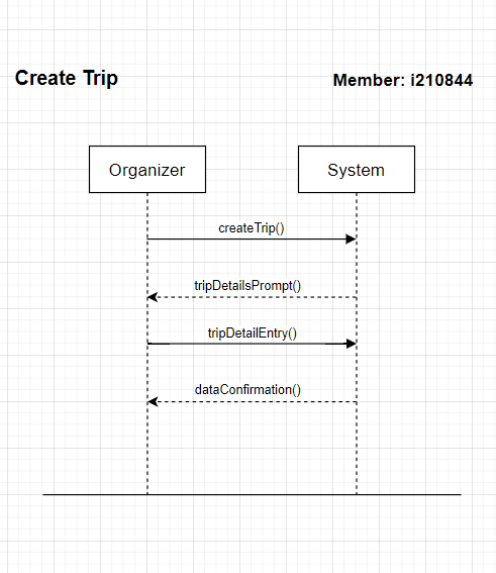 Create Trip
Member: i210844
Organizer
System
createTrip()
tripDetailsPrompt()
tripDetailEntry()
dataConfirmation()